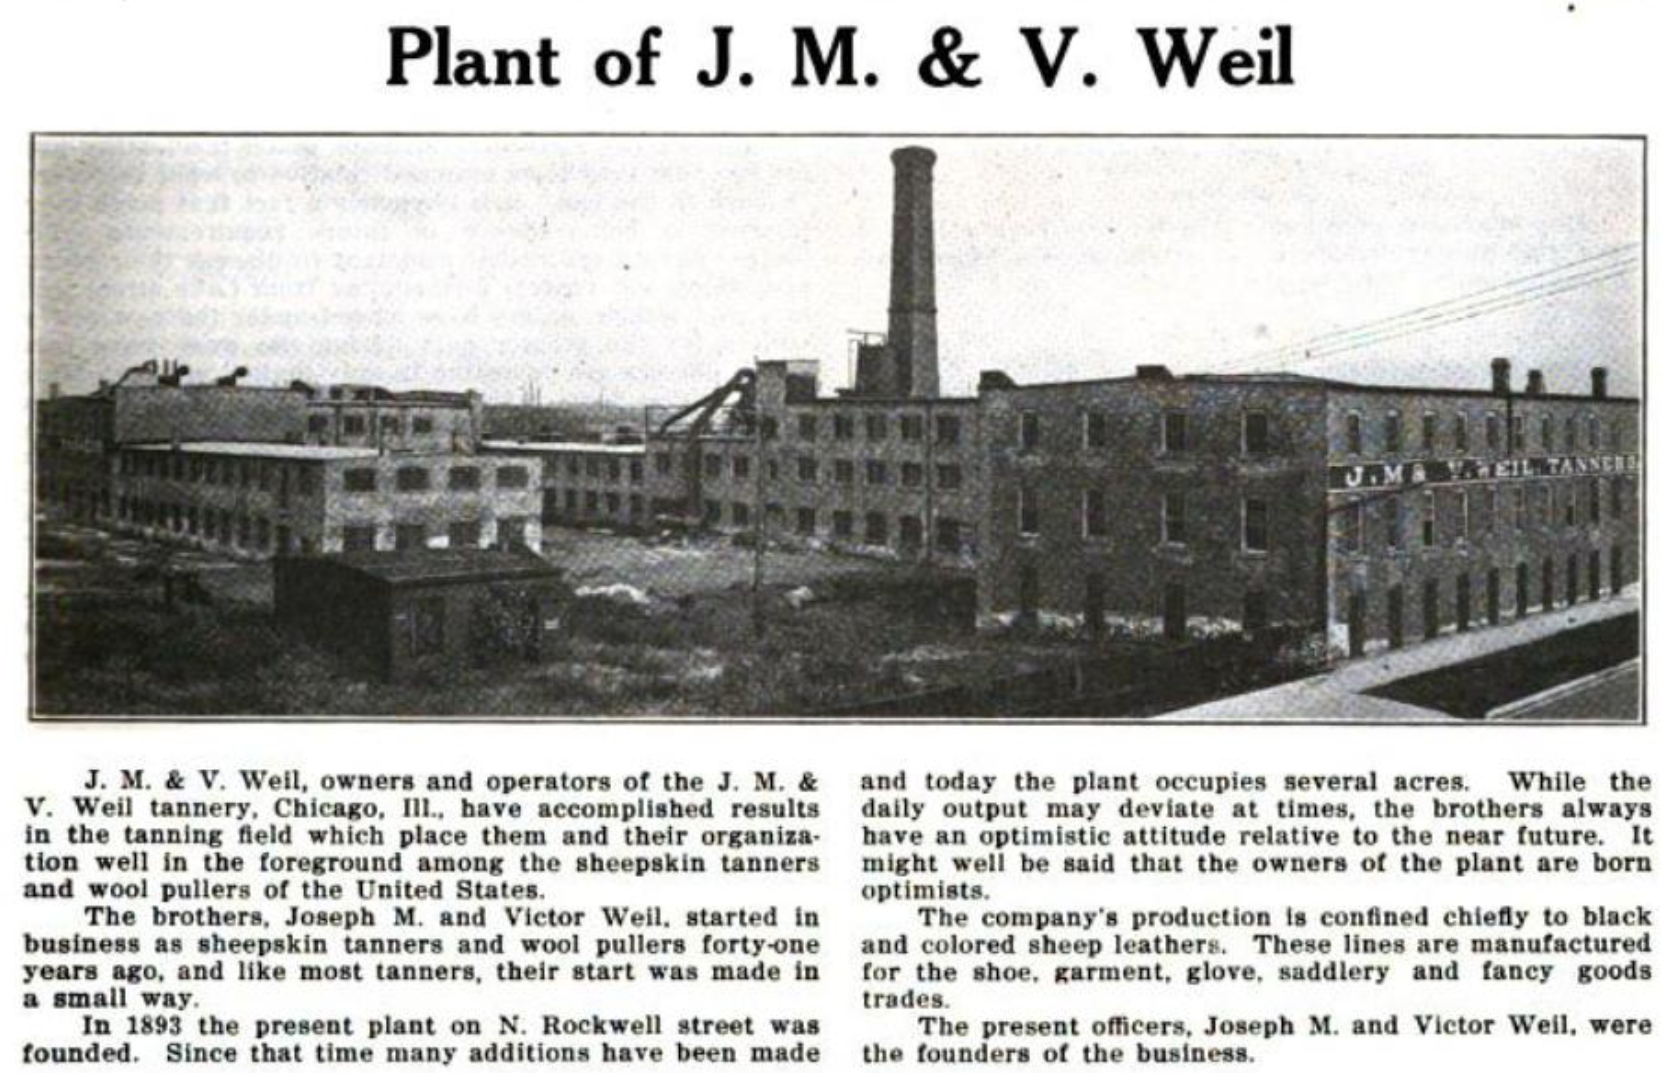 Plant of J. M. & V. Weil
J. M & V. WEIL, TANNERS
J. M. & V. Weil, owners and operators of the J. M. &
V. Weil tannery, Chicago, Ill., have accomplished results
in the tanning field which place them and their organiza-
tion well in the foreground among the sheepskin tanners
and wool pullers of the United States.
The brothers, Joseph M. and Victor Weil, started in
business as sheepskin tanners and wool pullers forty-one
years ago, and like most tanners, their start was made in
a small way.
In 1893 the present plant on N. Rockwell street was
founded. Since that time many additions have been made
and today the plant occupies several acres. While the
daily output may deviate at times, the brothers always
have an optimistic attitude relative to the near future. It
might well be said that the owners of the plant are born
optimists.
The company's production is confined chiefly to black
and colored sheep leathers. These lines are manufactured
for the shoe, garment, glove, saddlery and fancy goods
trades.
The present officers, Joseph M. and Victor Weil, were
the founders of the business.